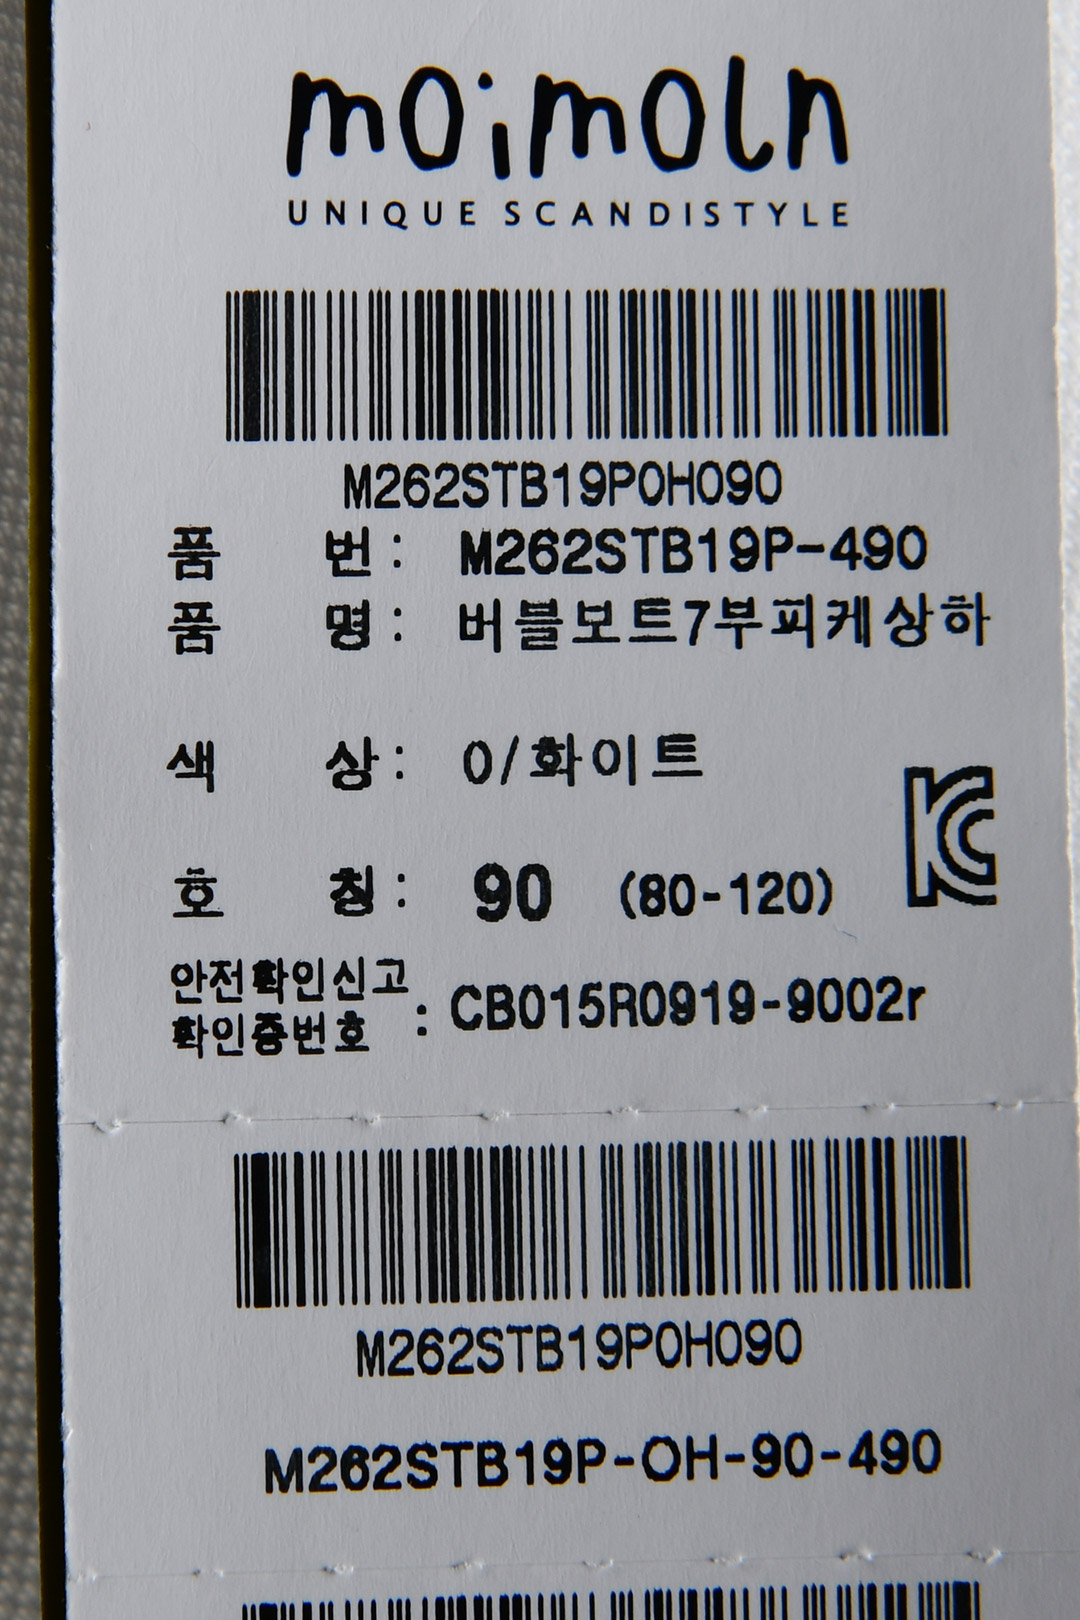 moimoln
UNIQUE SCANDISTYLE
M262STB19P0H090
품 번 : M262STB19P-490
품 명 : 버블보트7부피케상하
색 상 : 0/화이트
호 칭 : 90 (80-120)
안전확인신고
확인증번호 : CB015R0919-9002r
M262STB19P0H090
M262STB19P-OH-90-490